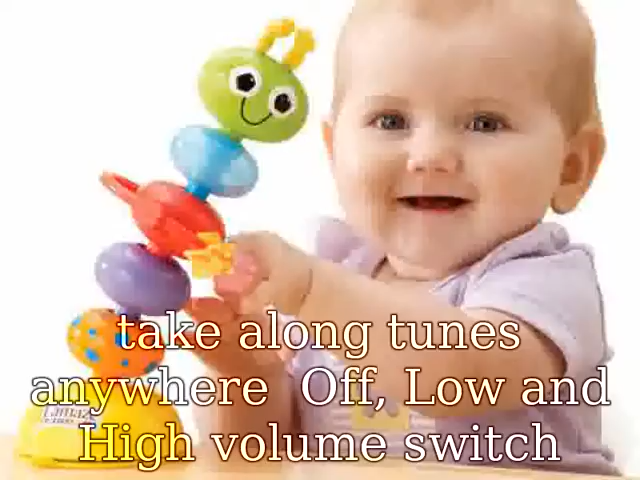 take along tunes
anywhere  Off, Low and
High volume switch